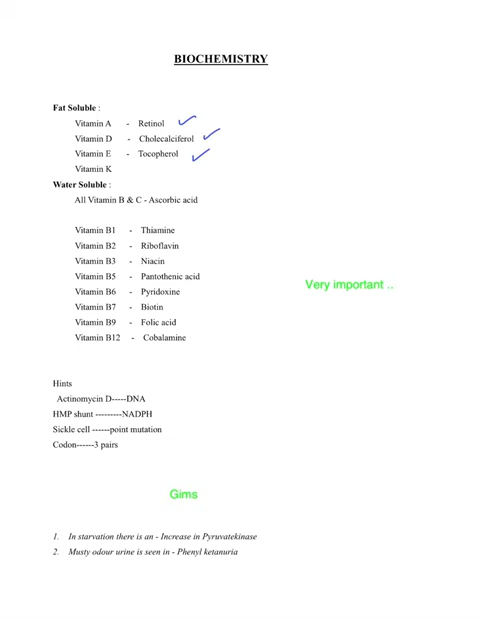 BIOCHEMISTRY
Fat Soluble :
Vitamin A - Retinol
Vitamin D - Cholecalciferol
Vitamin E - Tocopherol
Vitamin K
Water Soluble :
All Vitamin B & C - Ascorbic acid
Vitamin B1 - Thiamine
Vitamin B2 - Riboflavin
Vitamin B3 - Niacin
Vitamin B5 - Pantothenic acid
Very important ..
Vitamin B6 - Pyridoxine
Vitamin B7 - Biotin
Vitamin B9 - Folic acid
Vitamin B12 - Cobalamine
Hints
Actinomycin D-----DNA
HMP shunt ---------NADPH
Sickle cell ------point mutation
Codon------3 pairs
Gims
1. In starvation there is an - Increase in Pyruvatekinase
2. Musty odour urine is seen in - Phenyl ketanuria